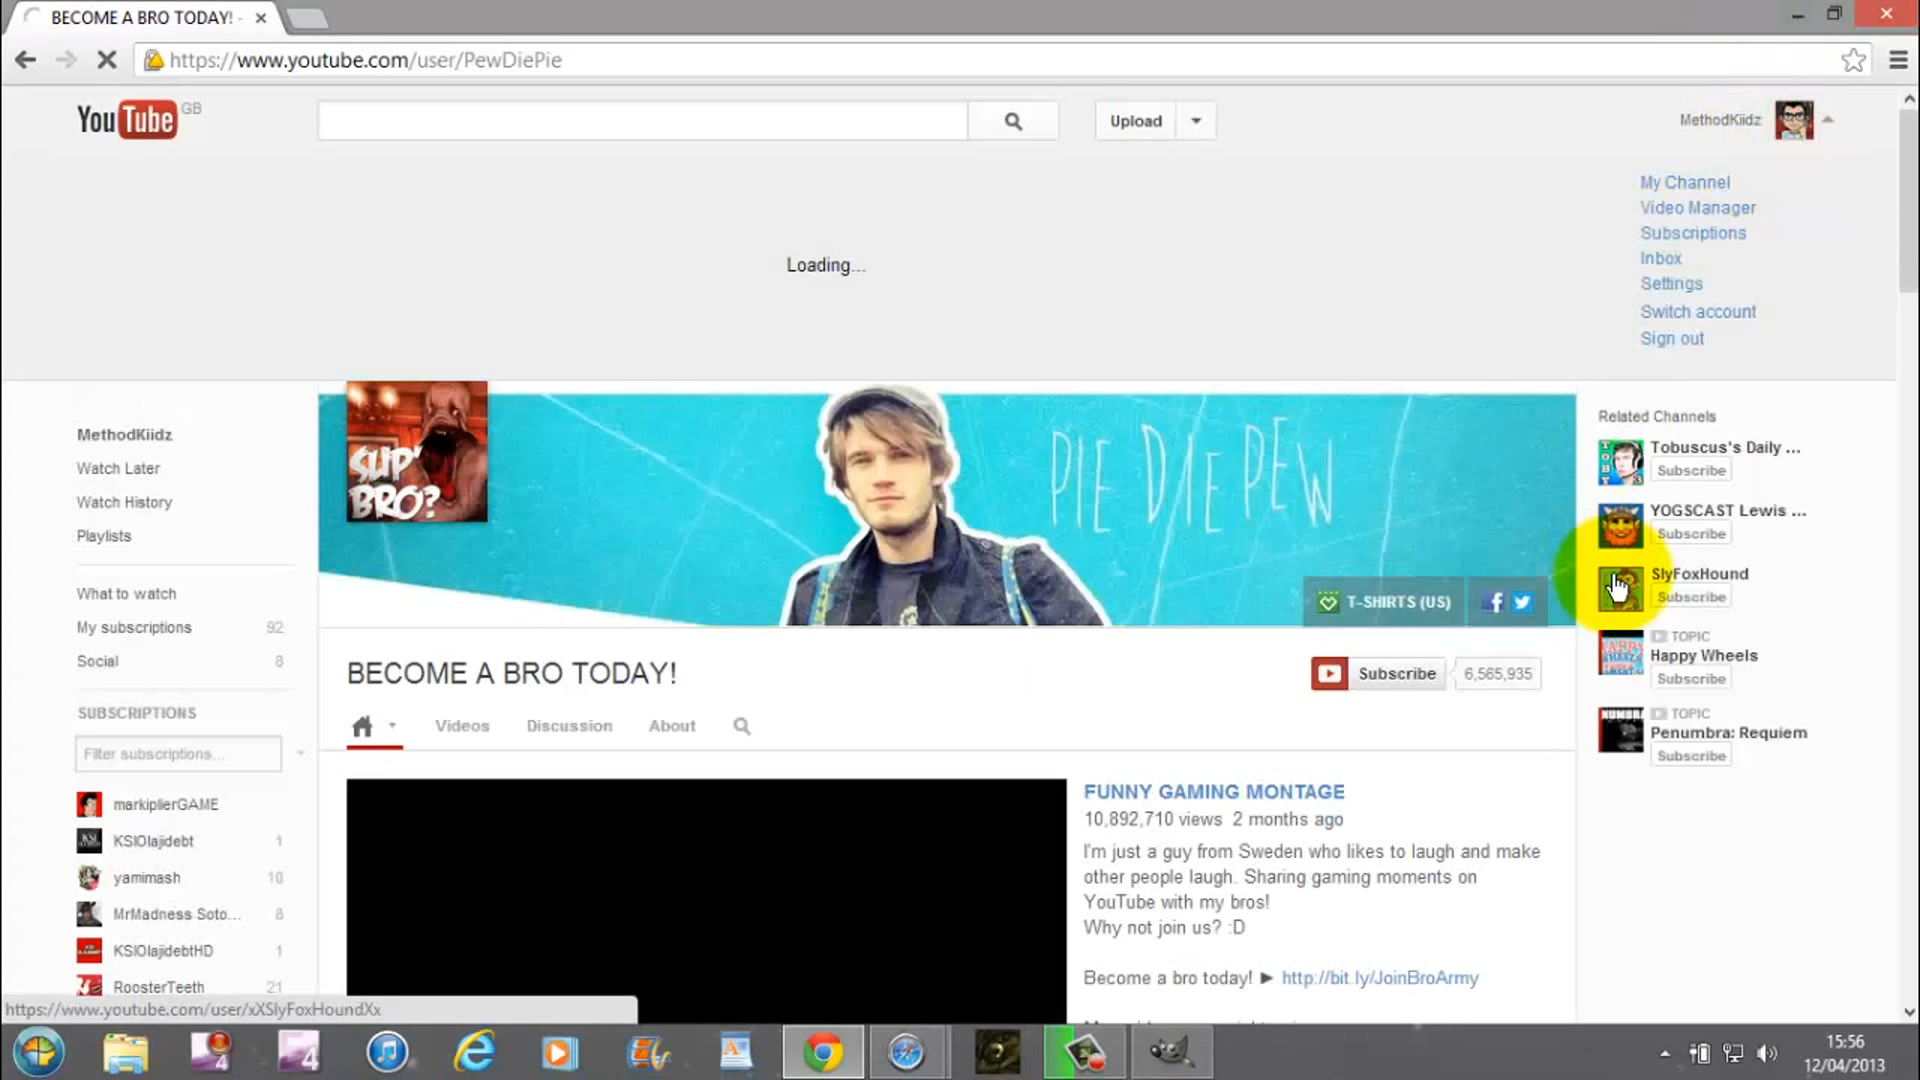 BECOME A BRO TODAY! -
https://www.youtube.com/user/PewDiePie
YouTube GB
Upload
MethodKiidz
My Channel
Video Manager
Subscriptions
Inbox
Settings
Switch account
Sign out
Loading...
MethodKiidz
Watch Later
Watch History
Playlists
What to watch
My subscriptions 92
Social 8
SUBSCRIPTIONS
Filter subscriptions...
markiplierGAME
KSIOlajidebt 1
yamimash 10
MrMadness Soto... 8
KSIOlajidebtHD 1
RoosterTeeth 21
https://www.youtube.com/user/xXSlyFoxHoundXx
SUP'
BRO?
PIE DIE PEW
T-SHIRTS (US)
BECOME A BRO TODAY!
Subscribe 6,565,935
Videos Discussion About
FUNNY GAMING MONTAGE
10,892,710 views 2 months ago
I'm just a guy from Sweden who likes to laugh and make
other people laugh. Sharing gaming moments on
YouTube with my bros!
Why not join us? :D
Become a bro today! ► http://bit.ly/JoinBroArmy
Related Channels
Tobuscus's Daily ...
Subscribe
YOGSCAST Lewis ...
Subscribe
SlyFoxHound
Subscribe
TOPIC
Happy Wheels
Subscribe
TOPIC
Penumbra: Requiem
Subscribe
15:56
12/04/2013